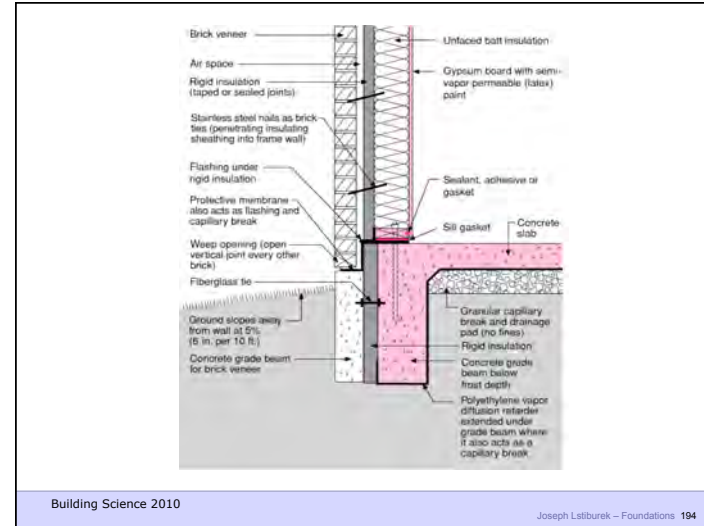 Brick veneer
Air space
Rigid insulation
(taped or sealed joints)
Stainless steel nails as brick
ties (penetrating insulating
sheathing into frame wall)
Flashing under
rigid insulation
Protective membrane
also acts as flashing and
capillary break
Weep opening (open
vertical joint every other
brick)
Fiberglass tie
Ground slopes away
from wall at 5%
(6 in. per 10 ft.)
Concrete grade beam
for brick veneer
Unfaced batt insulation
Gypsum board with semi-
vapor permeable (latex)
paint
Sealant, adhesive or
gasket
Sill gasket
Concrete
slab
Granular capillary
break and drainage
pad (no fines)
Rigid insulation
Concrete grade
beam below
frost depth
Polyethylene vapor
diffusion retarder
extended under
grade beam where
it also acts as a
capillary break
Building Science 2010
Joseph Lstiburek – Foundations 194